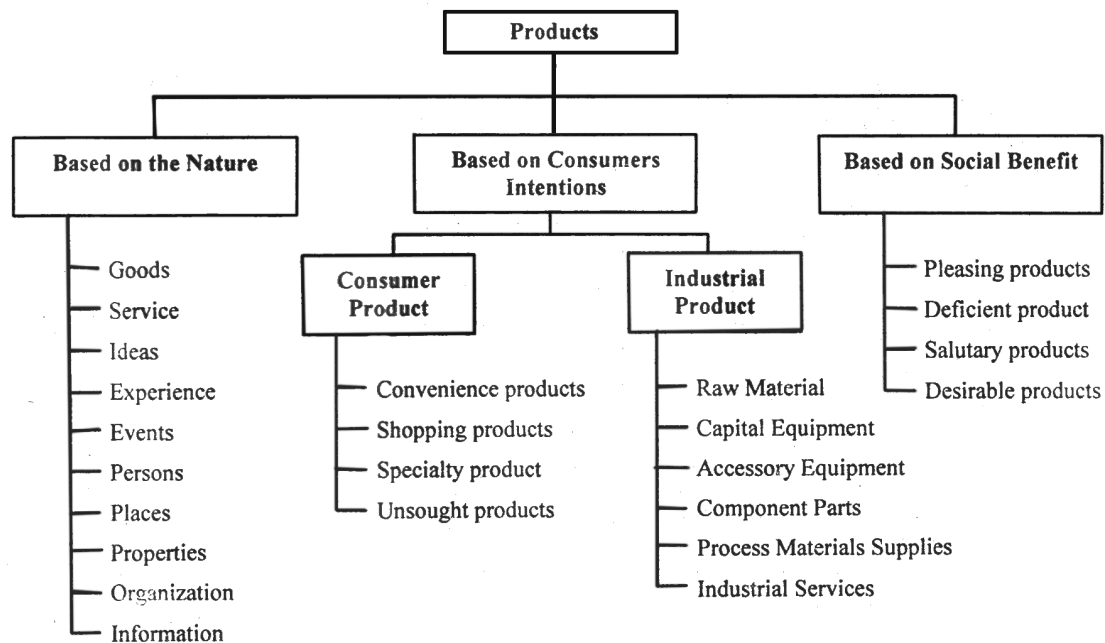 Products
Based on the Nature
Goods
Service
Ideas
Experience
Events
Persons
Places
Properties
Organization
Information
Based on Consumers
Intentions
Consumer
Product
Convenience products
Shopping products
Specialty product
Unsought products
Industrial
Product
Raw Material
Capital Equipment
Accessory Equipment
Component Parts
Process Materials Supplies
Industrial Services
Based on Social Benefit
Pleasing products
Deficient product
Salutary products
Desirable products